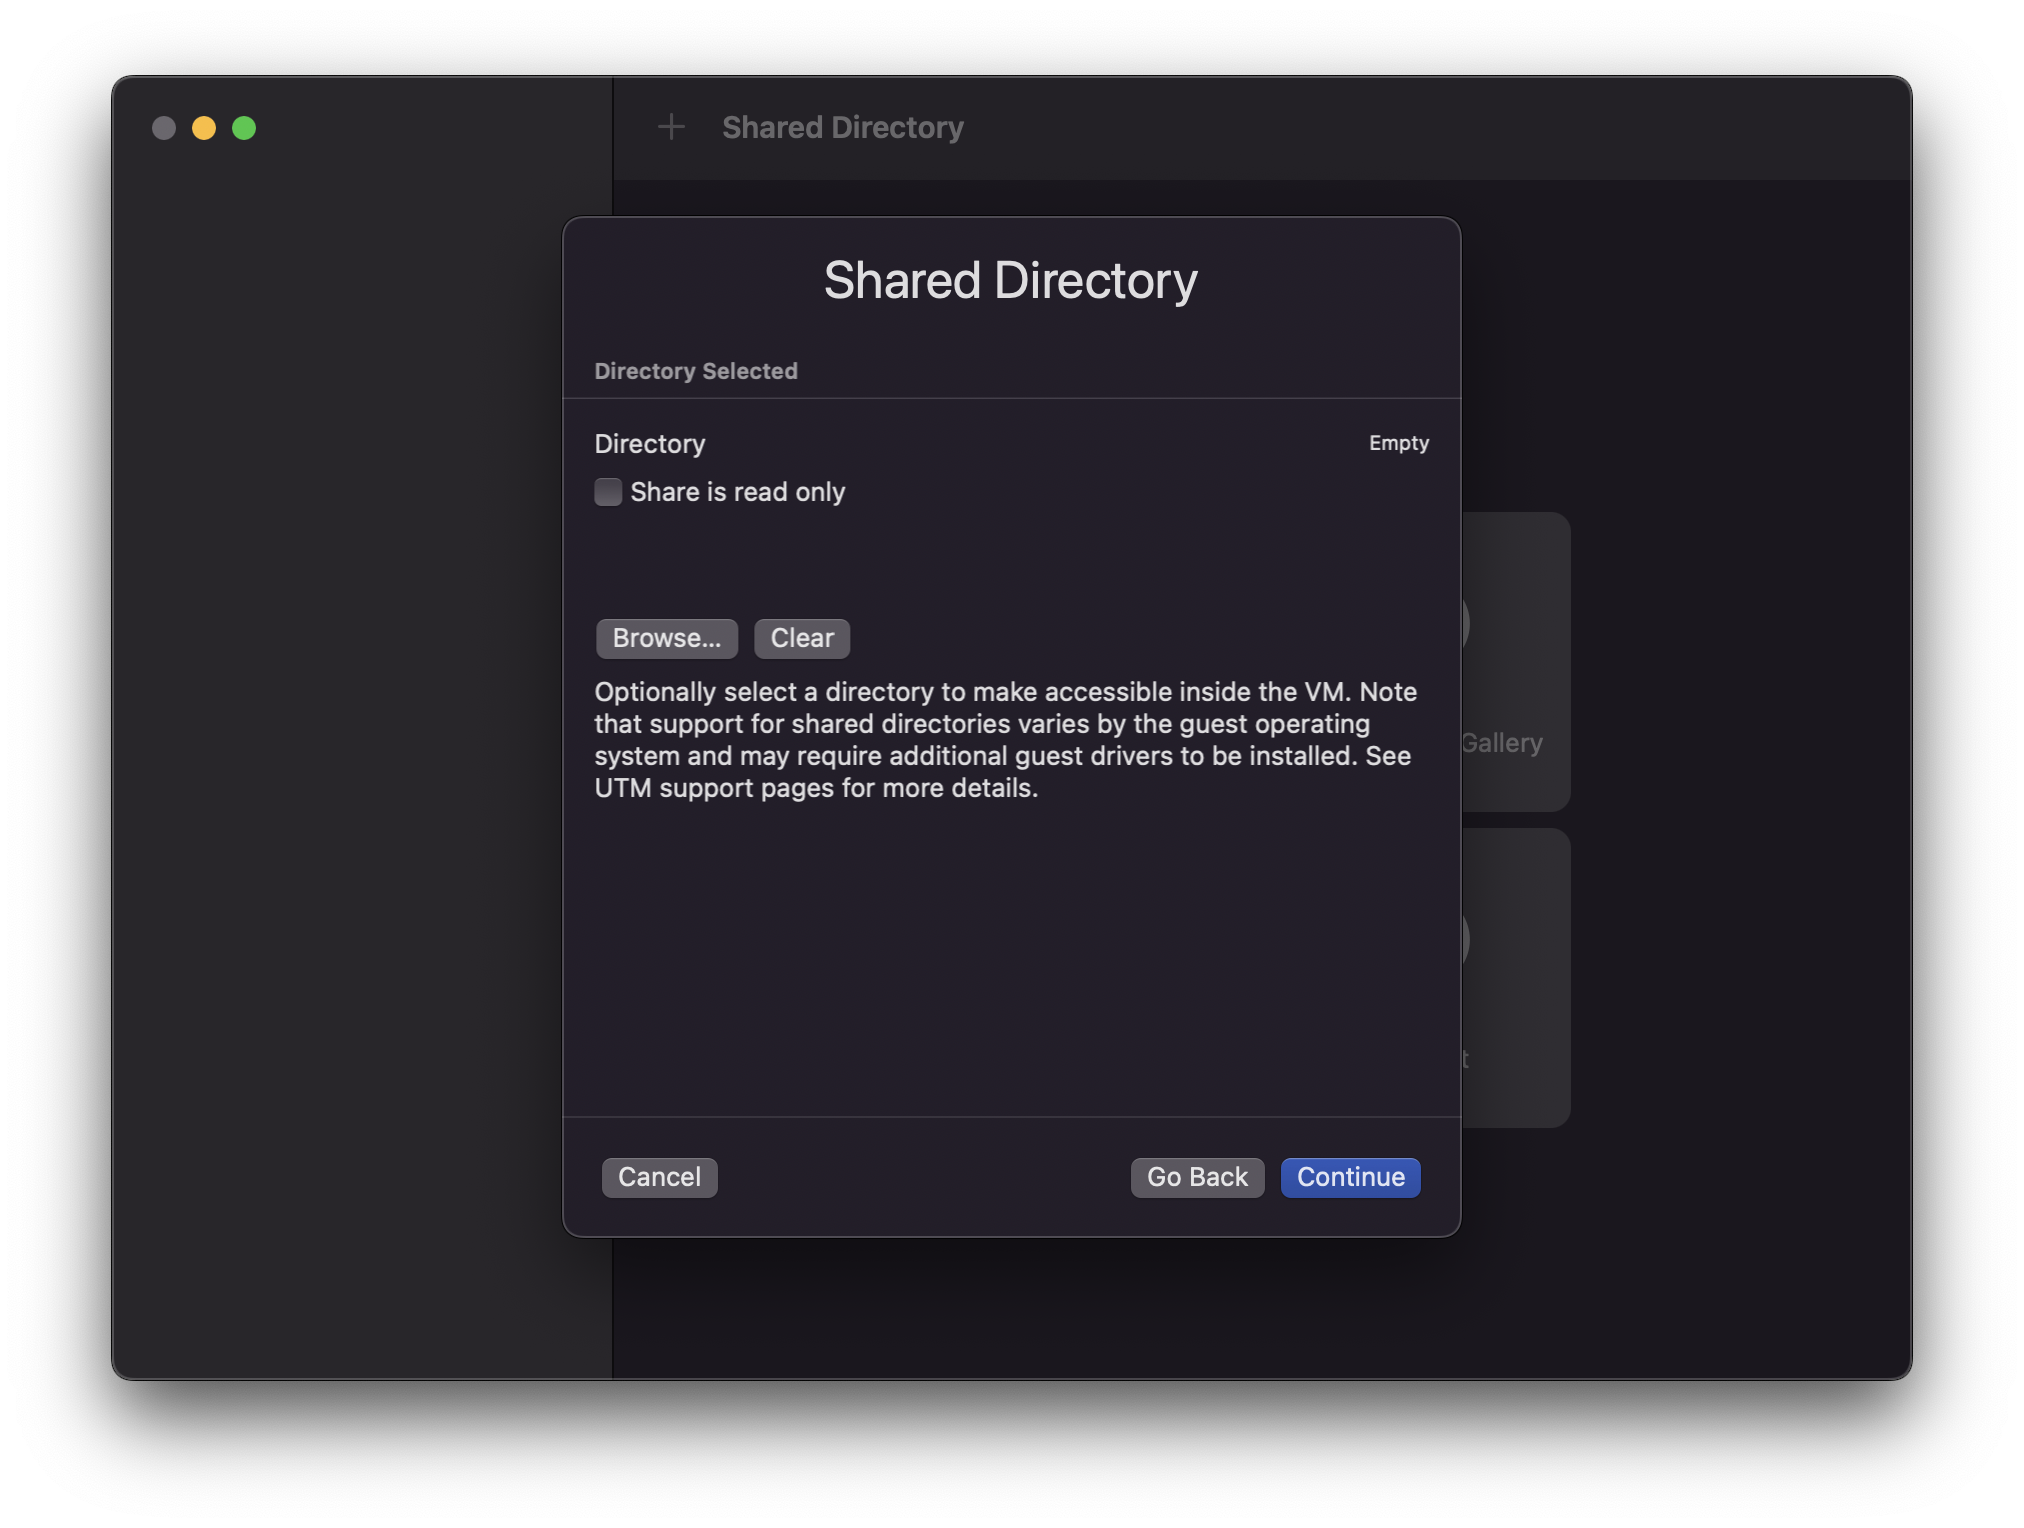 Shared Directory
Shared Directory
Directory Selected
Directory
Empty
Share is read only
Browse...
Clear
Optionally select a directory to make accessible inside the VM. Note
that support for shared directories varies by the guest operating
system and may require additional guest drivers to be installed. See
UTM support pages for more details.
Gallery
Cancel
Go Back
Continue